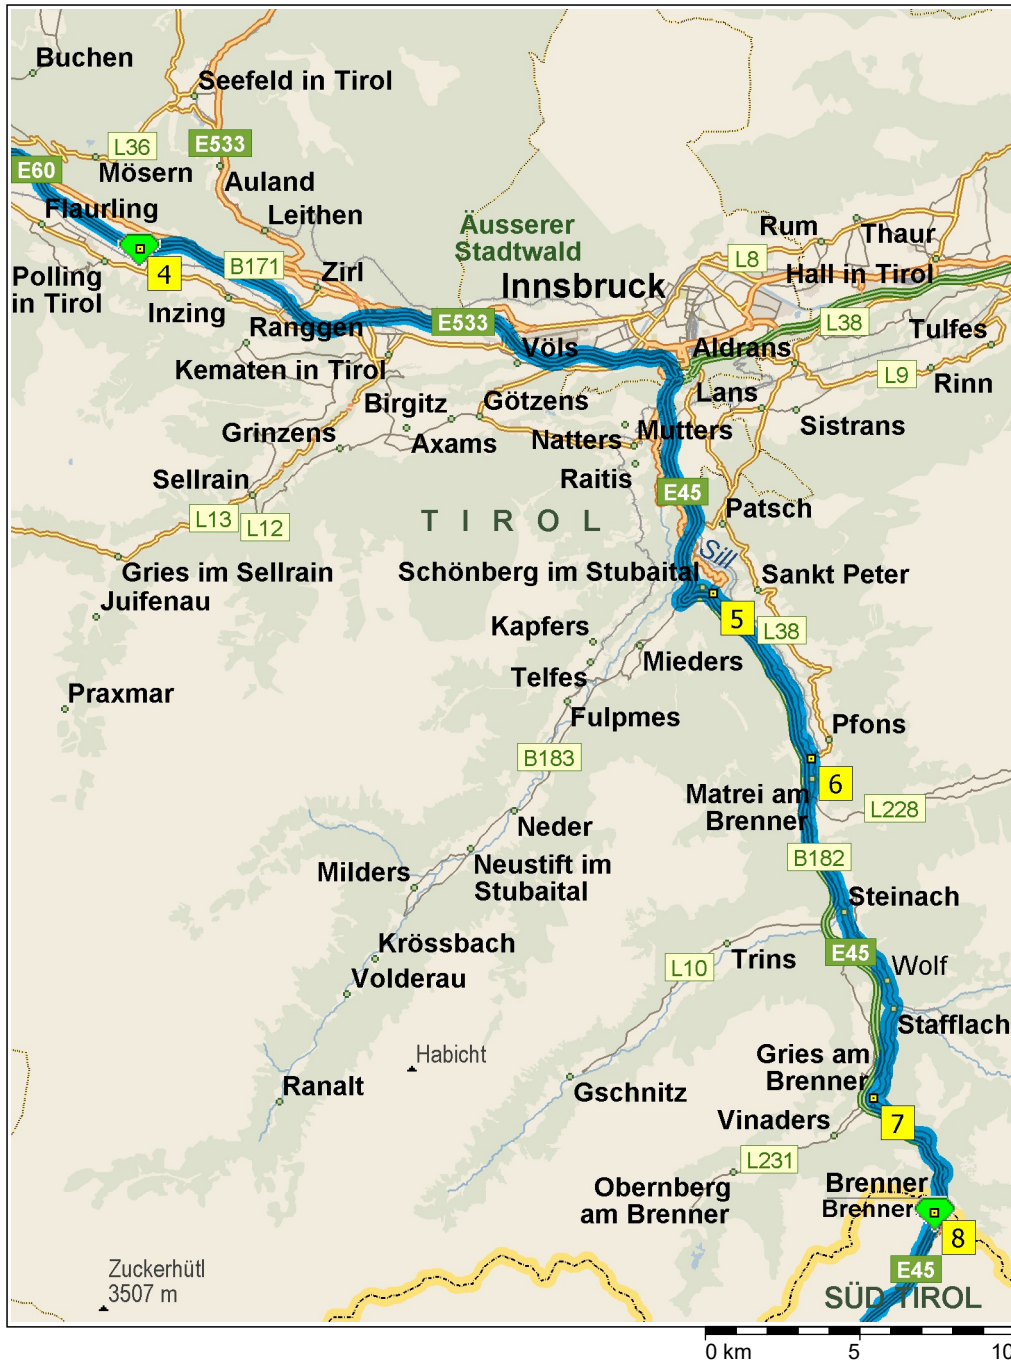 Buchen
Seefeld in Tirol
L36
E533
E60
Mösern
Auland
Flaurling
Leithen
Äusserer
Stadtwald
Rum
Thaur
4
B171
Zirl
L8
Hall in Tirol
Polling
in Tirol
Innsbruck
Inzing
Ranggen
E533
L38
Tulfes
Völs
Aldrans
Kematen in Tirol
L9
Rinn
Lans
Birgitz
Götzens
Sistrans
Grinzens
Axams
Natters
Mutters
Raitis
Sellrain
E45
Patsch
L13
L12
TIROL
Sill
Gries im Sellrain
Schönberg im Stubaital
Sankt Peter
Juifenau
5
Kapfers
L38
Mieders
Telfes
Praxmar
Fulpmes
Pfons
B183
6
Matrei am
Brenner
L228
Neder
B182
Milders
Neustift im
Stubaital
Steinach
Krössbach
Trins
E45
Wolf
L10
Volderau
Stafflach
Habicht
Gries am
Brenner
Ranalt
Gschnitz
Vinaders
7
L231
Obernberg
am Brenner
Brenner
Brenner
8
Zuckerhütl
3507 m
E45
SÜD TIROL
0 km
5
10